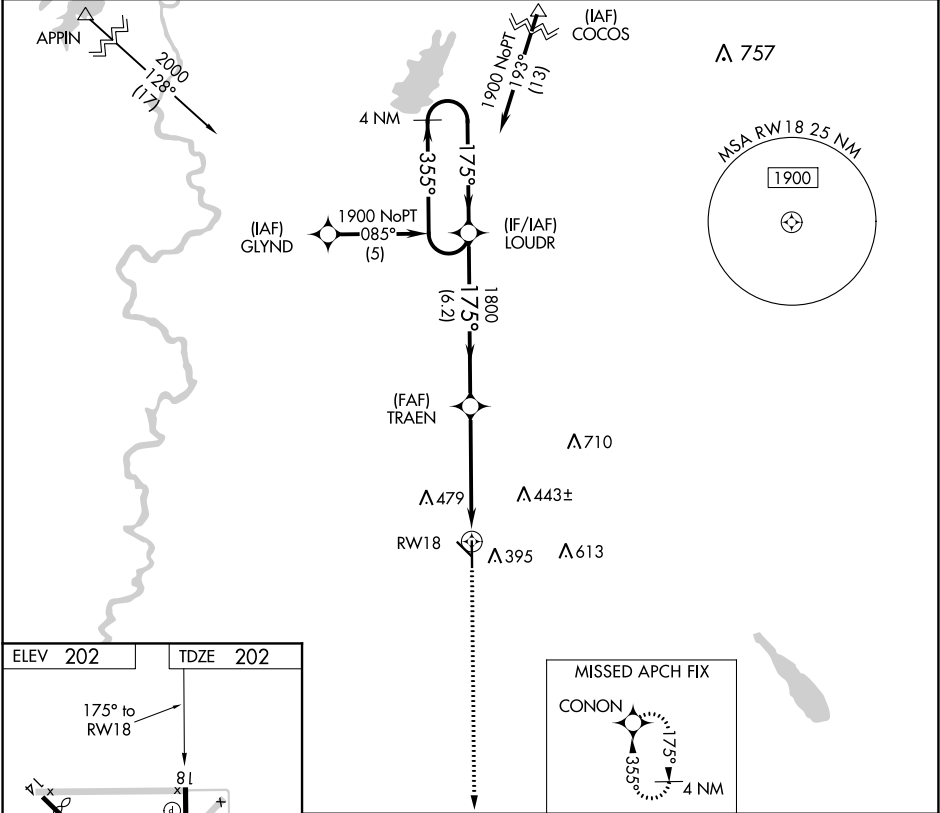 APPIN
2000
128°
(17)
(IAF)
COCOS
1900 NoPT
193°
(13)
757
4 NM
355°
175°
MSA RW18 25 NM
1900
(IAF)
GLYND
1900 NoPT
085°
(5)
(IF/IAF)
LOUDR
1800
175°
(6.2)
(FAF)
TRAEN
710
479
443±
RW18
395
613
ELEV 202
TDZE 202
175° to
RW18
14
18
P
MISSED APCH FIX
CONON
355°
175°
4 NM